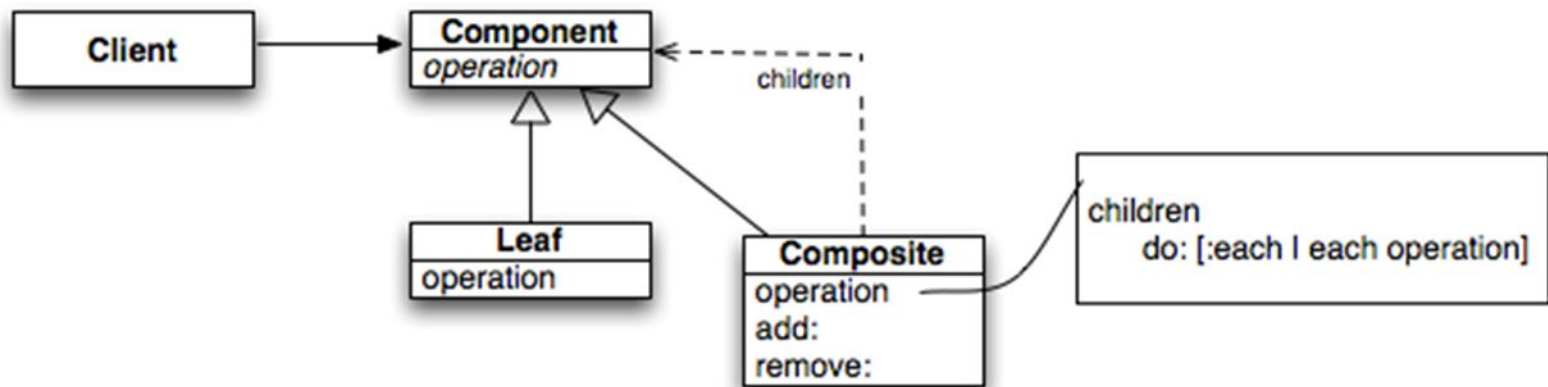 Client
Component
operation
children
Leaf
operation
Composite
operation
add:
remove:
children
do: [:each | each operation]